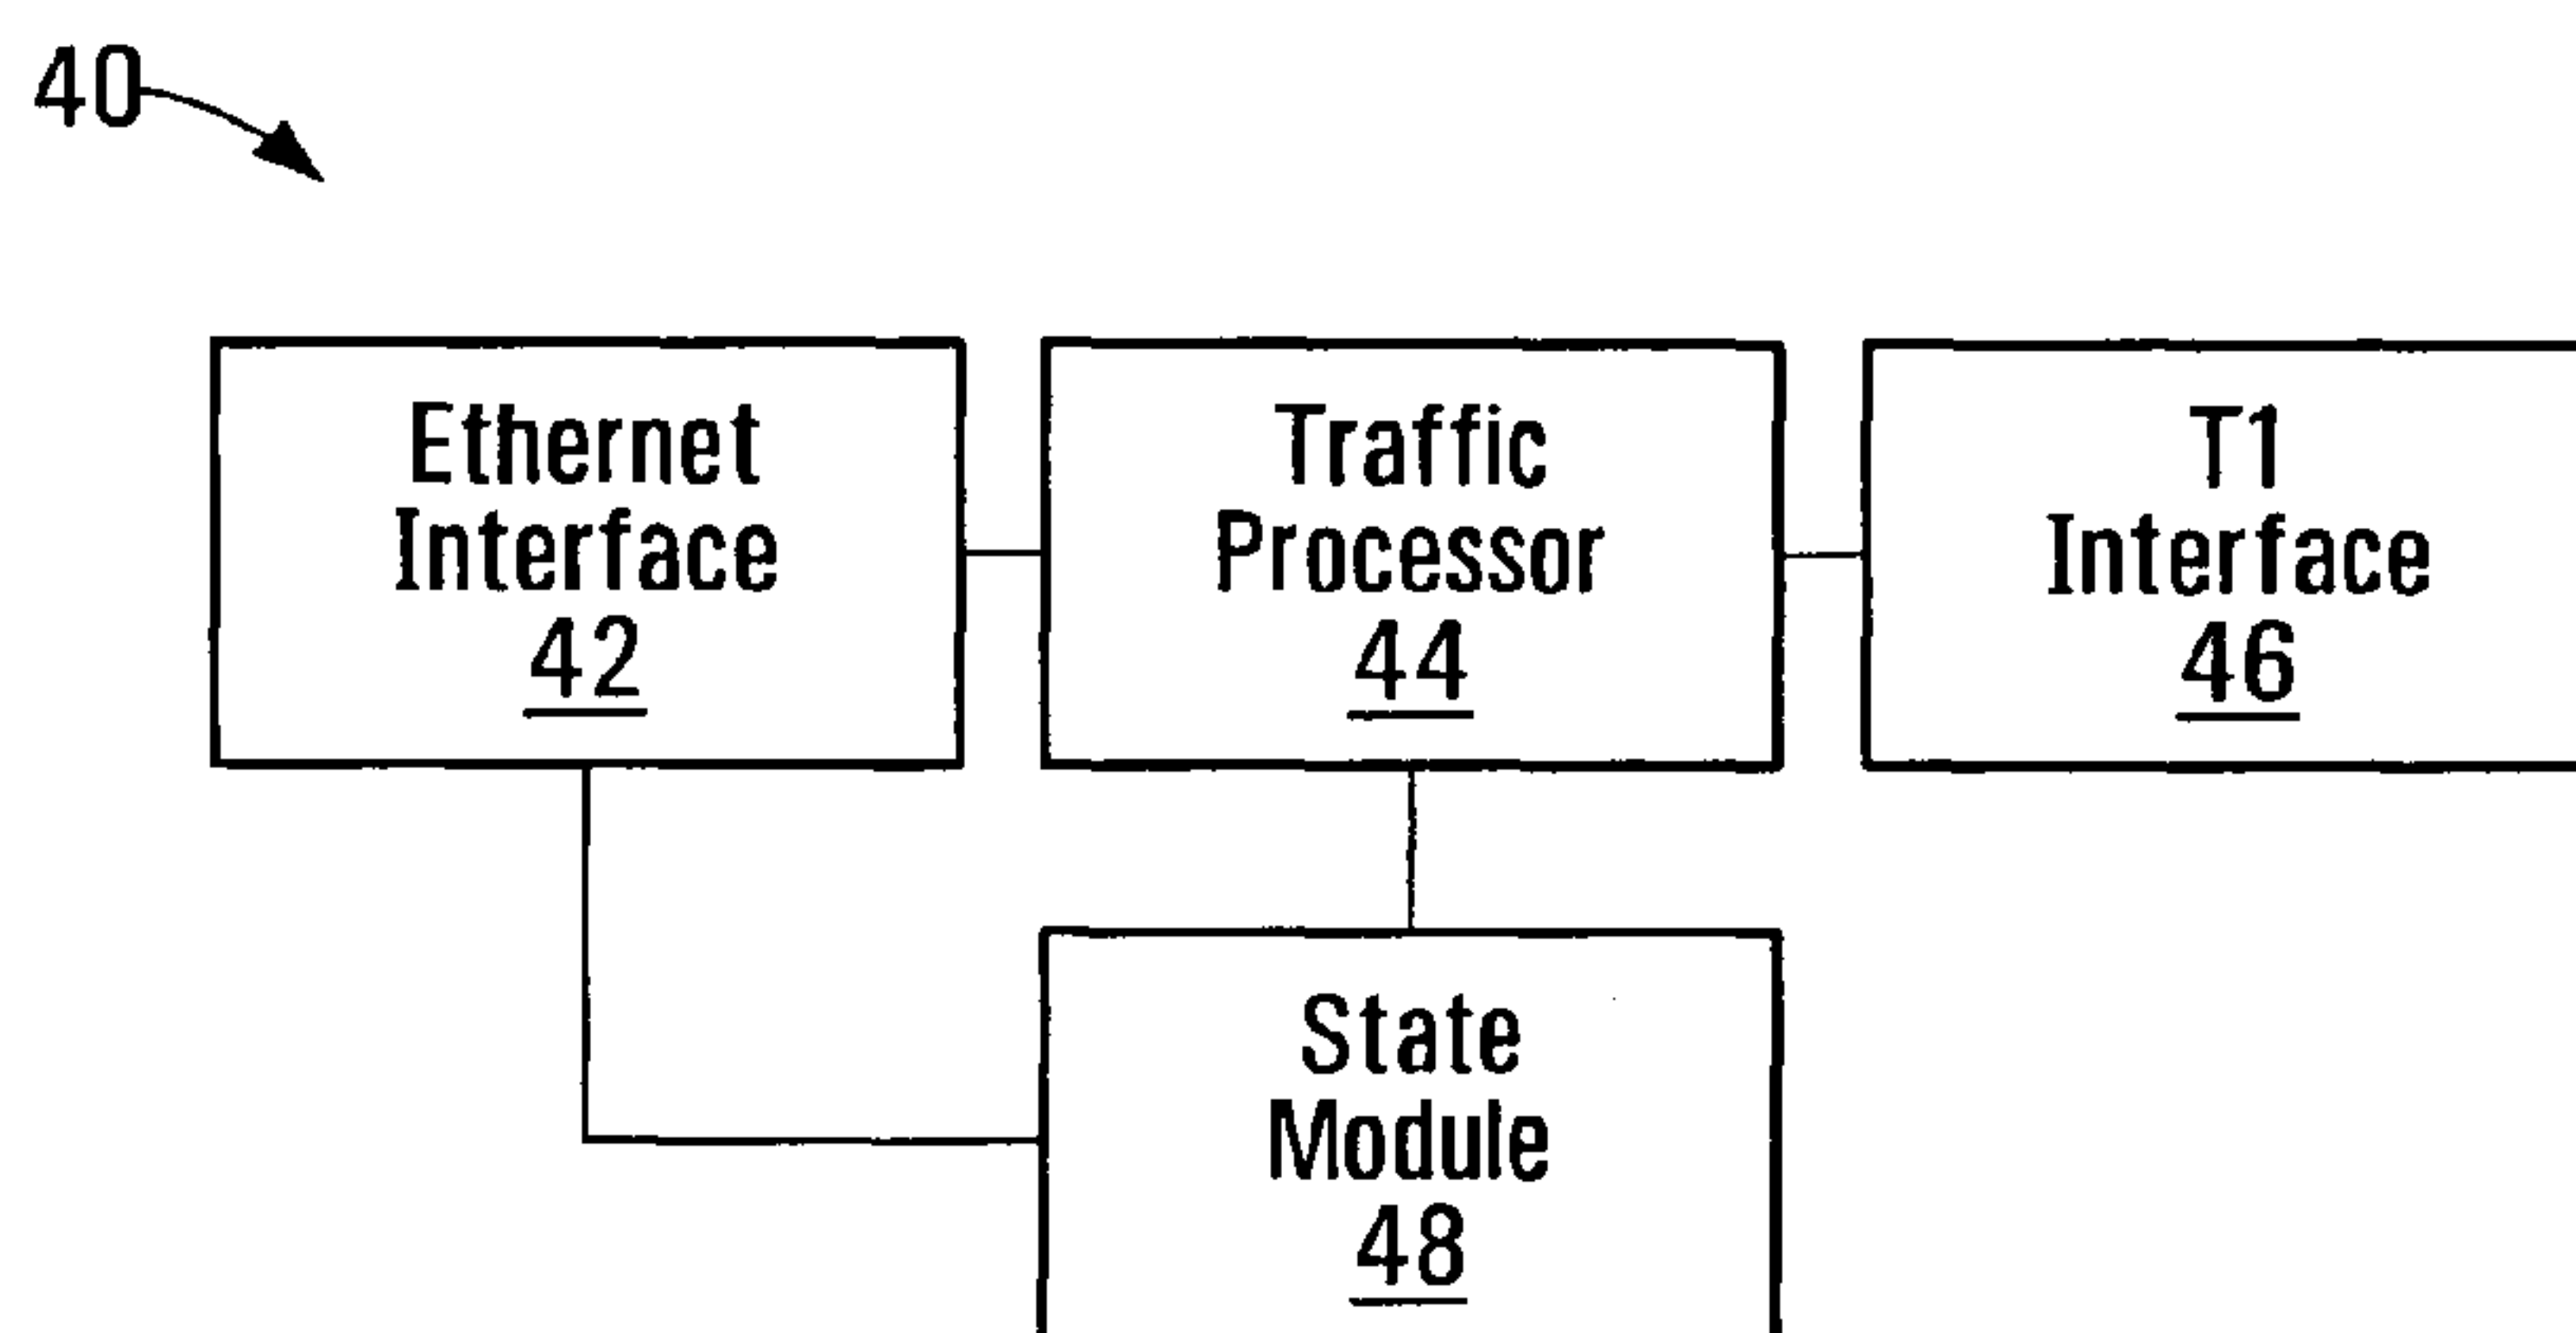 40
Ethernet
Interface
42
Traffic
Processor
44
T1
Interface
46
State
Module
48